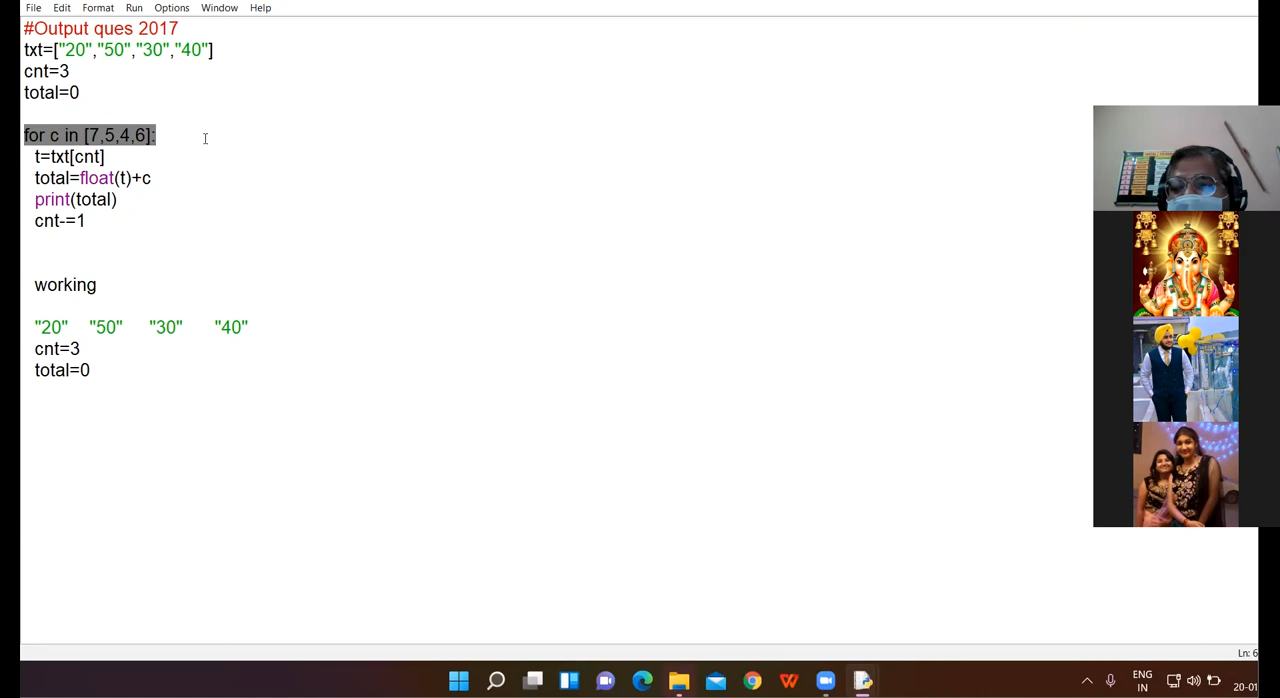 File Edit Format Run Options Window Help
#Output ques 2017
txt=["20","50","30","40"]
cnt=3
total=0
for c in [7,5,4,6]:
t=txt[cnt]
total=float(t)+c
print(total)
cnt-=1
working
"20" "50" "30" "40"
cnt=3
total=0
Ln: 6
ENG
IN
20-01